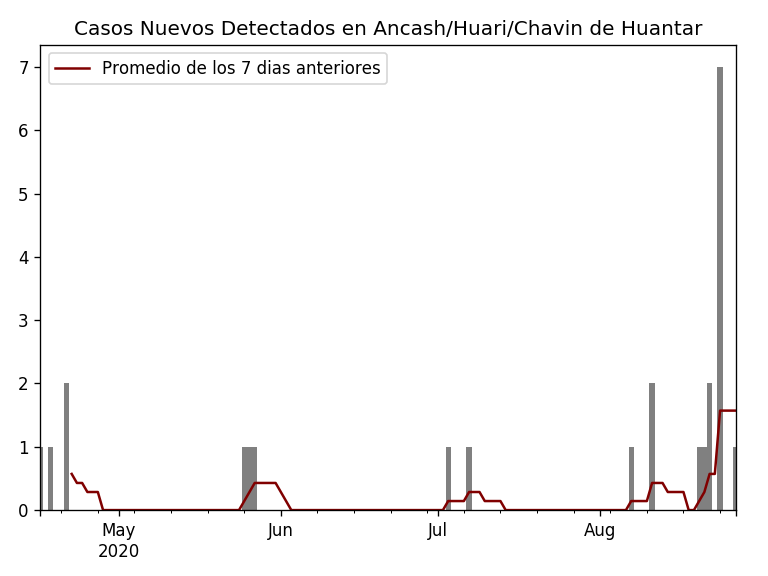 Casos Nuevos Detectados en Ancash/Huari/Chavin de Huantar
Promedio de los 7 dias anteriores
7
6
5
4
3
2
1
0
May
2020
Jun
Jul
Aug